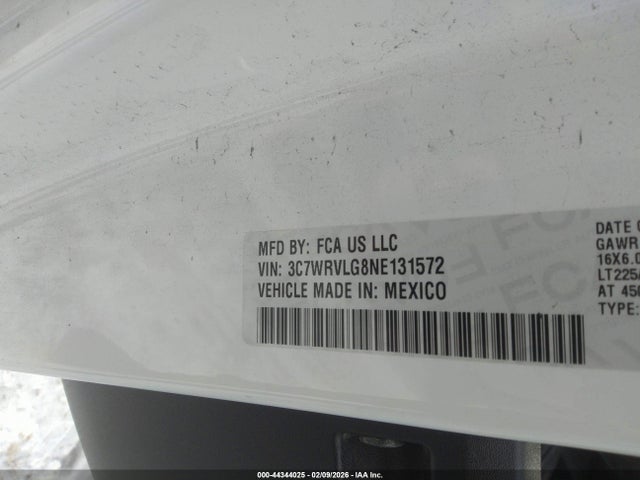 MFD BY: FCA US LLC
VIN: 3C7WRVLG8NE131572
VEHICLE MADE IN: MEXICO
DATE
GAWR
16X6.0
LT225/
AT 450
TYPE:
000-44344025 | 02/09/2026 | IAA Inc.